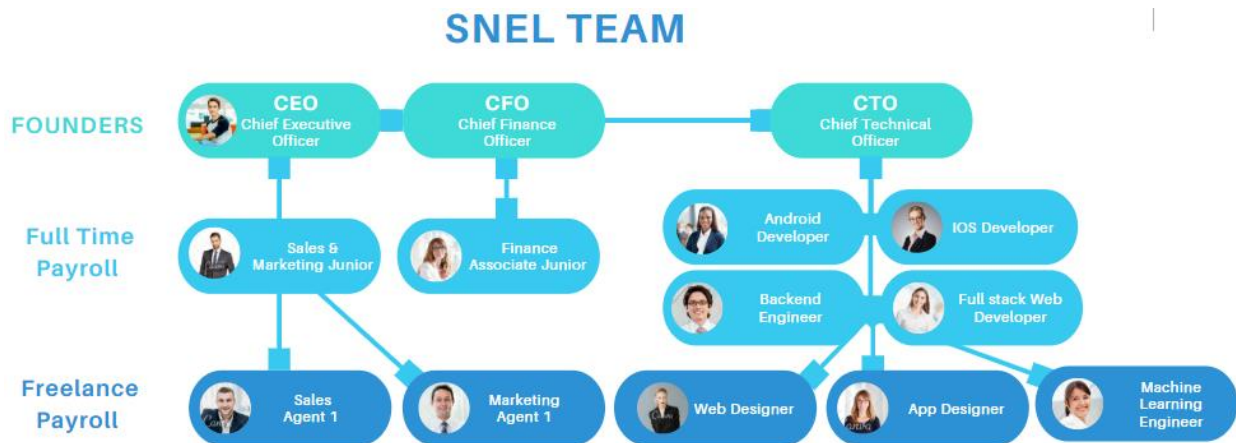 SNEL TEAM
FOUNDERS
CEO
Chief Executive
Officer
CFO
Chief Finance
Officer
CTO
Chief Technical
Officer
Full Time
Payroll
Sales &
Marketing Junior
Finance
Associate Junior
Android
Developer
IOS Developer
Backend
Engineer
Full stack Web
Developer
Freelance
Payroll
Sales
Agent 1
Marketing
Agent 1
Web Designer
App Designer
Machine
Learning
Engineer